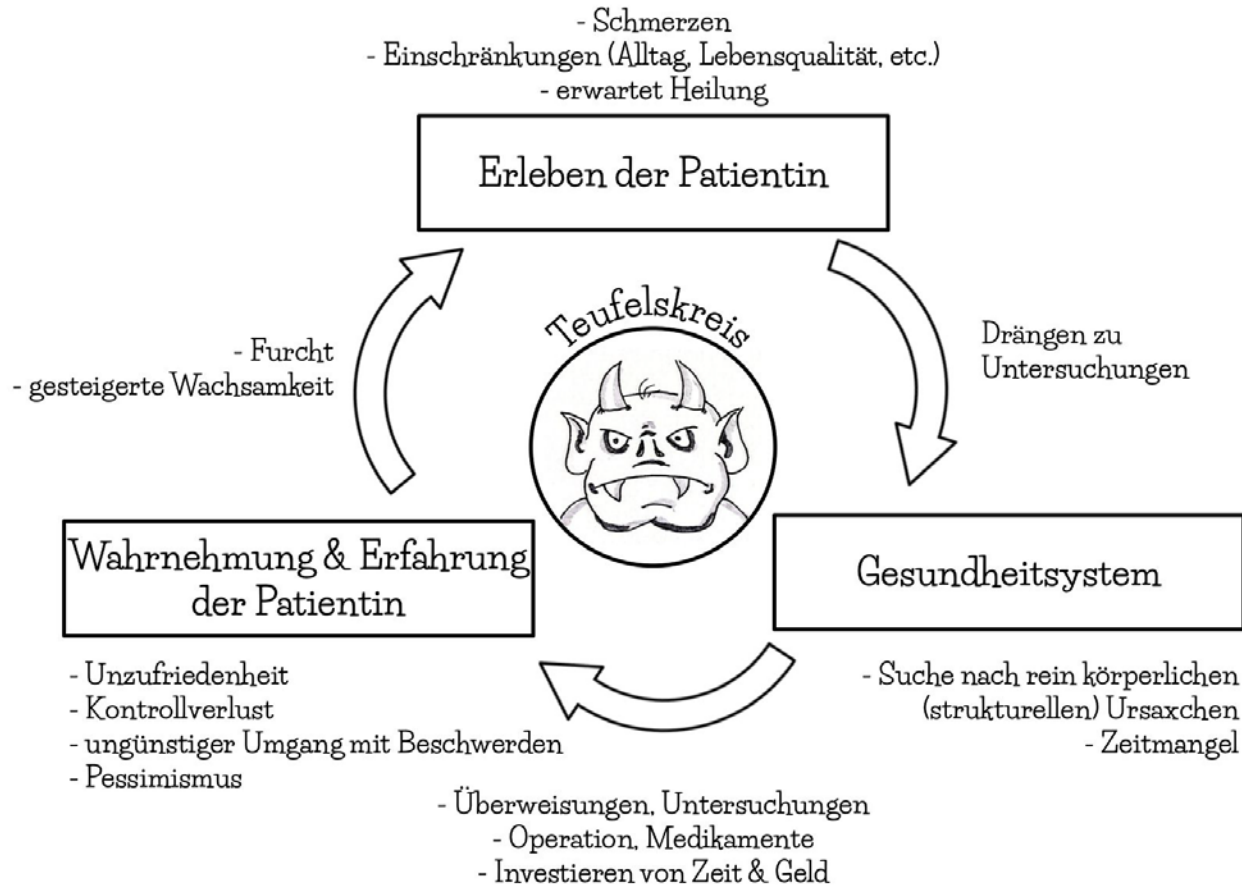 - Schmerzen
- Einschränkungen (Alltag, Lebensqualität, etc.)
- erwartet Heilung
Erleben der Patientin
Teufelskreis
Drängen zu
Untersuchungen
- Furcht
- gesteigerte Wachsamkeit
Gesundheitsystem
- Suche nach rein körperlichen
(strukturellen) Ursaxchen
- Zeitmangel
- Überweisungen, Untersuchungen
- Operation, Medikamente
- Investieren von Zeit & Geld
Wahrnehmung & Erfahrung
der Patientin
- Unzufriedenheit
- Kontrollverlust
- ungünstiger Umgang mit Beschwerden
- Pessimismus